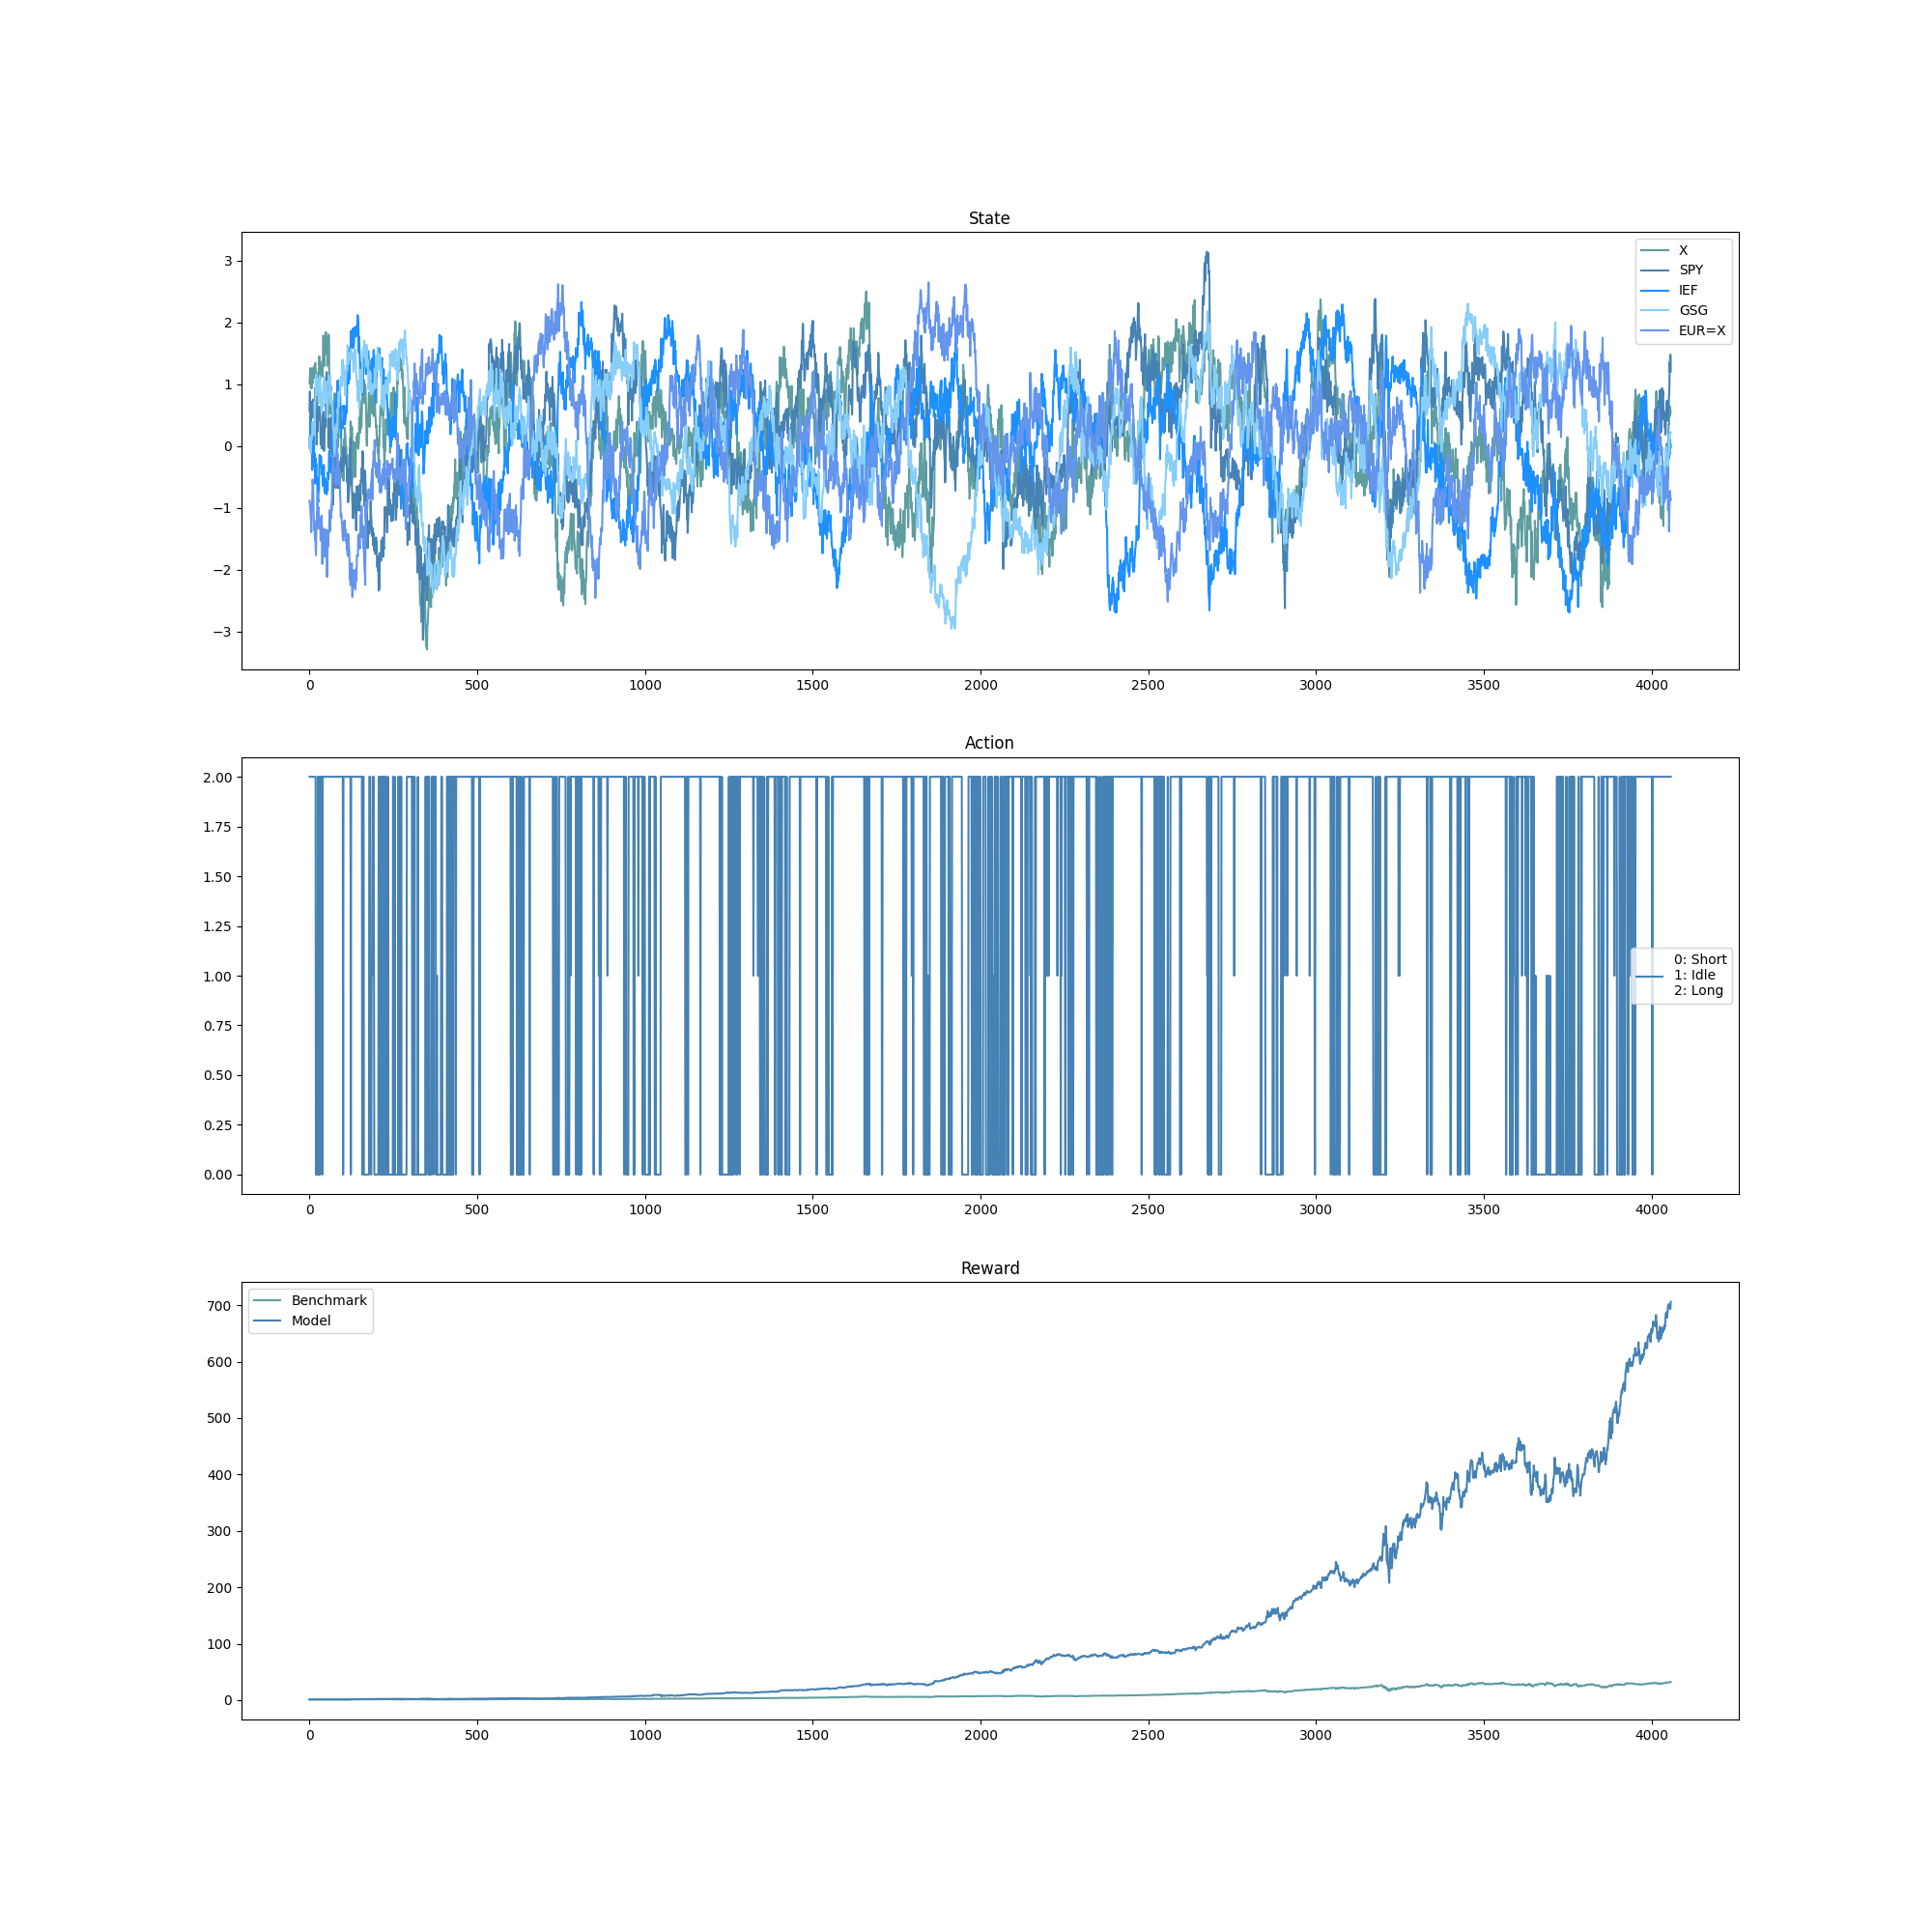 State
3
2
1
0
−1
−2
−3
X
SPY
IEF
GSG
EUR=X
0 500 1000 1500 2000 2500 3000 3500 4000
Action
2.00
1.75
1.50
1.25
1.00
0.75
0.50
0.25
0.00
0: Short
1: Idle
2: Long
0 500 1000 1500 2000 2500 3000 3500 4000
Reward
Benchmark
Model
700
600
500
400
300
200
100
0
0 500 1000 1500 2000 2500 3000 3500 4000